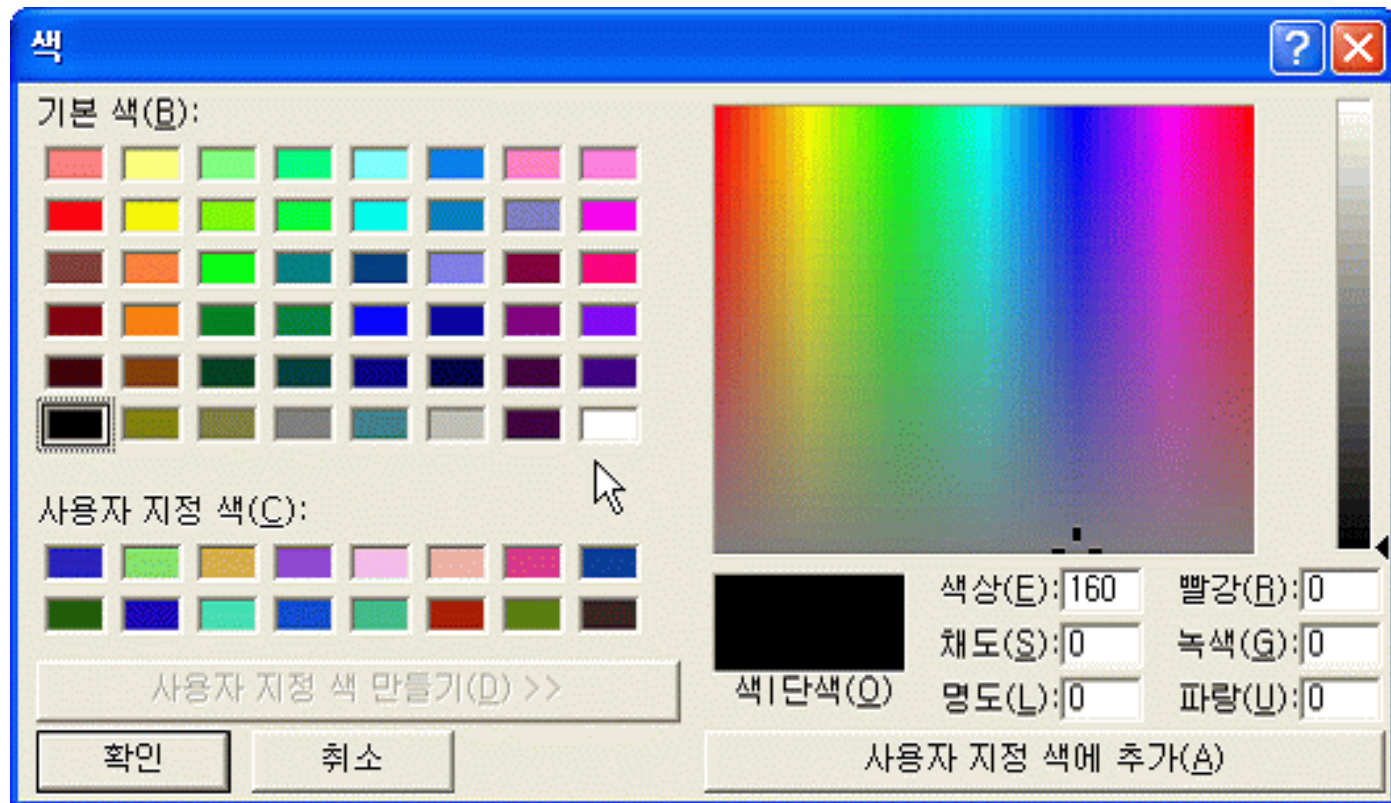 색
기본 색(B):
사용자 지정 색(C):
사용자 지정 색 만들기(D) >>
확인
취소
색|단색(O)
색상(E): 160
빨강(R): 0
채도(S): 0
녹색(G): 0
명도(L): 0
파랑(U): 0
사용자 지정 색에 추가(A)